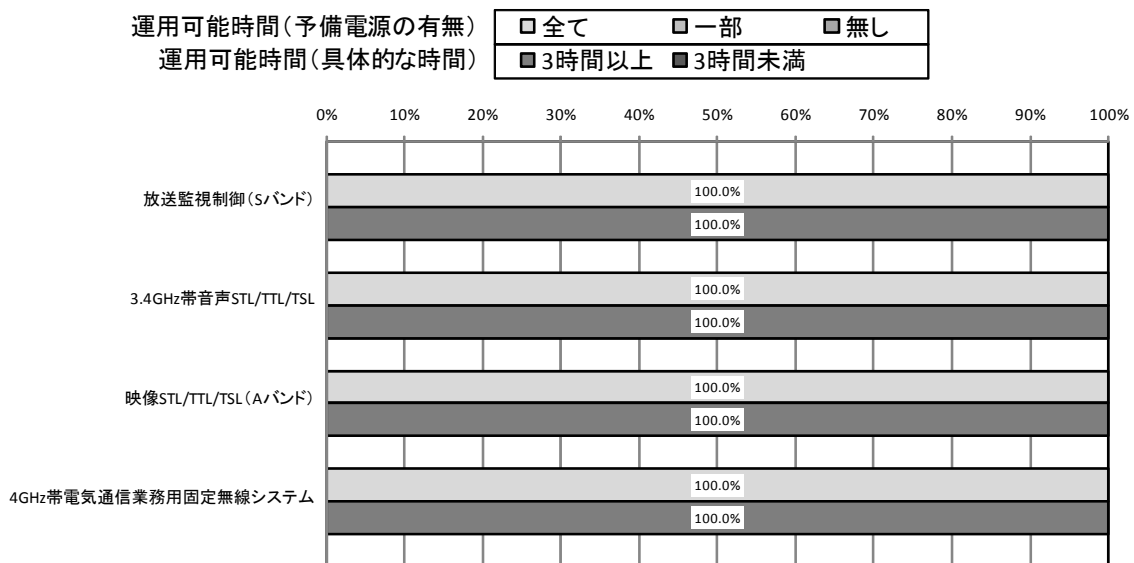 運用可能時間(予備電源の有無) 全て 一部 無し
運用可能時間(具体的な時間) 3時間以上 3時間未満
0% 10% 20% 30% 40% 50% 60% 70% 80% 90% 100%
100.0%
放送監視制御(Sバンド)
100.0%
100.0%
3.4GHz帯音声STL/TTL/TSL
100.0%
100.0%
映像STL/TTL/TSL(Aバンド)
100.0%
100.0%
4GHz帯電気通信業務用固定無線システム
100.0%